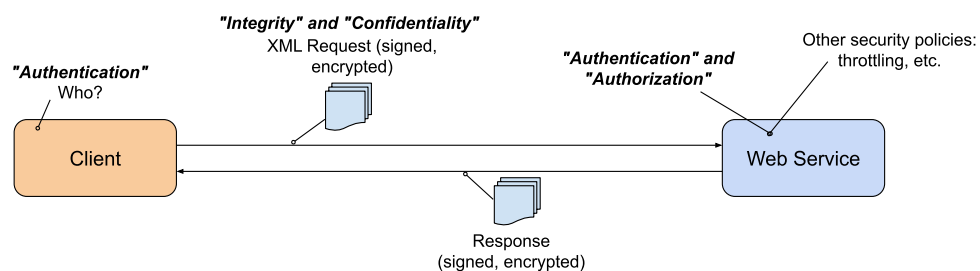 "Integrity" and "Confidentiality"
XML Request (signed,
encrypted)
"Authentication"
Who?
"Authentication" and
"Authorization"
Other security policies:
throttling, etc.
Client
Web Service
Response
(signed, encrypted)